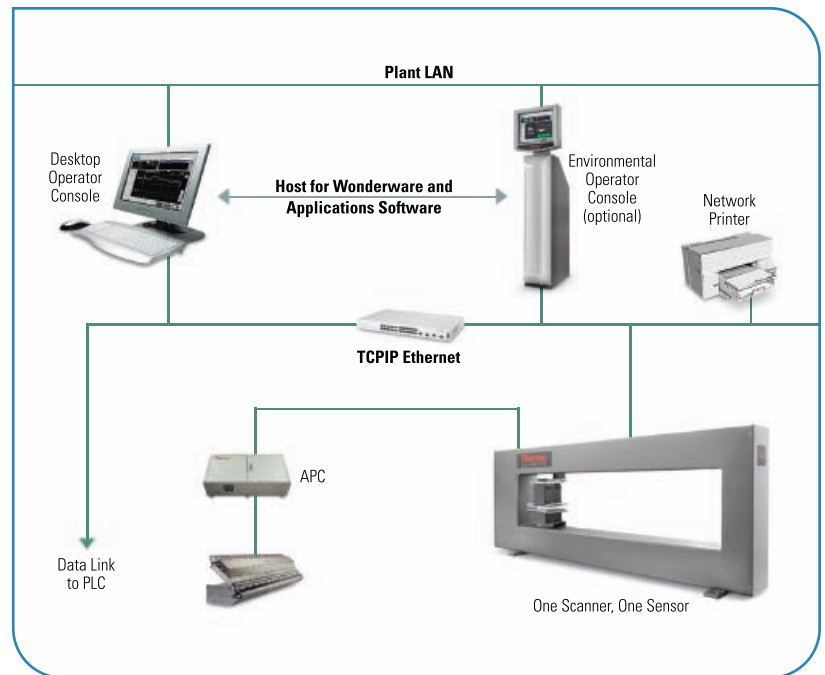 Plant LAN
Desktop
Operator
Console
Host for Wonderware and
Applications Software
Environmental
Operator
Console
(optional)
Network
Printer
TCPIP Ethernet
APC
Thermo
Data Link
to PLC
One Scanner, One Sensor